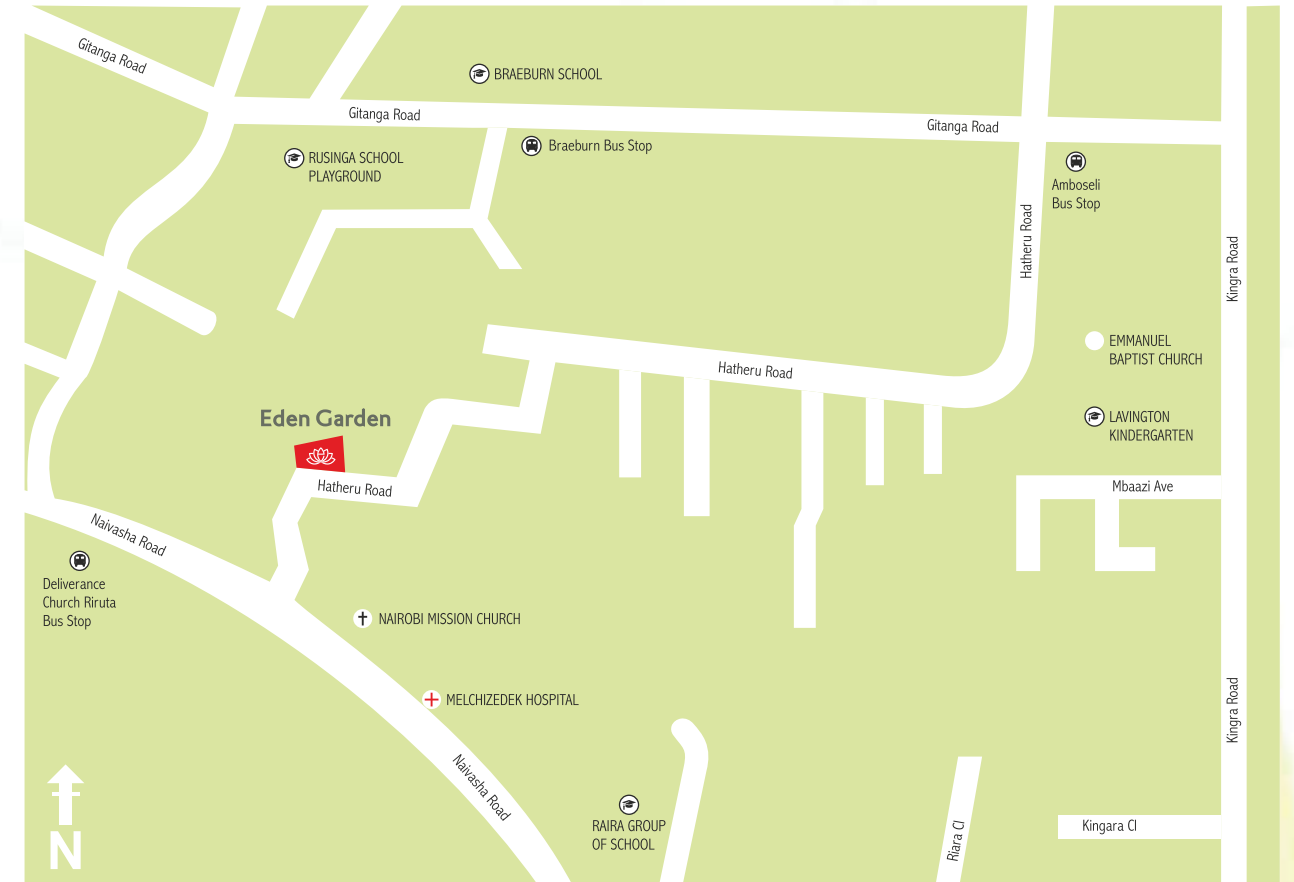 Gitanga Road
BRAEBURN SCHOOL
Gitanga Road
Gitanga Road
Braeburn Bus Stop
RUSINGA SCHOOL
PLAYGROUND
Amboseli
Bus Stop
Hatheru Road
Kingra Road
EMMANUEL
BAPTIST CHURCH
Hatheru Road
LAVINGTON
KINDERGARTEN
Eden Garden
Hatheru Road
Mbaazi Ave
Naivasha Road
Deliverance
Church Riruta
Bus Stop
NAIROBI MISSION CHURCH
MELCHIZEDEK HOSPITAL
Kingra Road
Naivasha Road
RAIRA GROUP
OF SCHOOL
Riara Cl
Kingara Cl
N